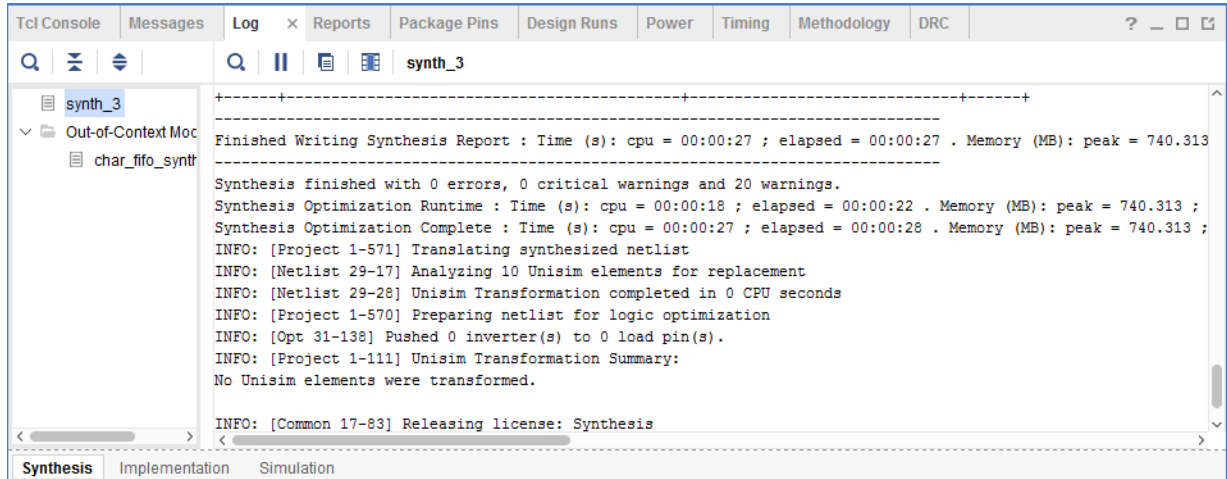 Tcl Console Messages Log × Reports Package Pins Design Runs Power Timing Methodology DRC ? _
synth_3
synth_3
Out-of-Context Moc
char_fifo_synth
+------+---------------------------------------------+------------------------------+------+
---------------------------------------------------------------------------------
Finished Writing Synthesis Report : Time (s): cpu = 00:00:27 ; elapsed = 00:00:27 . Memory (MB): peak = 740.313
---------------------------------------------------------------------------------
Synthesis finished with 0 errors, 0 critical warnings and 20 warnings.
Synthesis Optimization Runtime : Time (s): cpu = 00:00:18 ; elapsed = 00:00:22 . Memory (MB): peak = 740.313 ;
Synthesis Optimization Complete : Time (s): cpu = 00:00:27 ; elapsed = 00:00:28 . Memory (MB): peak = 740.313 ;
INFO: [Project 1-571] Translating synthesized netlist
INFO: [Netlist 29-17] Analyzing 10 Unisim elements for replacement
INFO: [Netlist 29-28] Unisim Transformation completed in 0 CPU seconds
INFO: [Project 1-570] Preparing netlist for logic optimization
INFO: [Opt 31-138] Pushed 0 inverter(s) to 0 load pin(s).
INFO: [Project 1-111] Unisim Transformation Summary:
No Unisim elements were transformed.
INFO: [Common 17-83] Releasing license: Synthesis
Synthesis Implementation Simulation